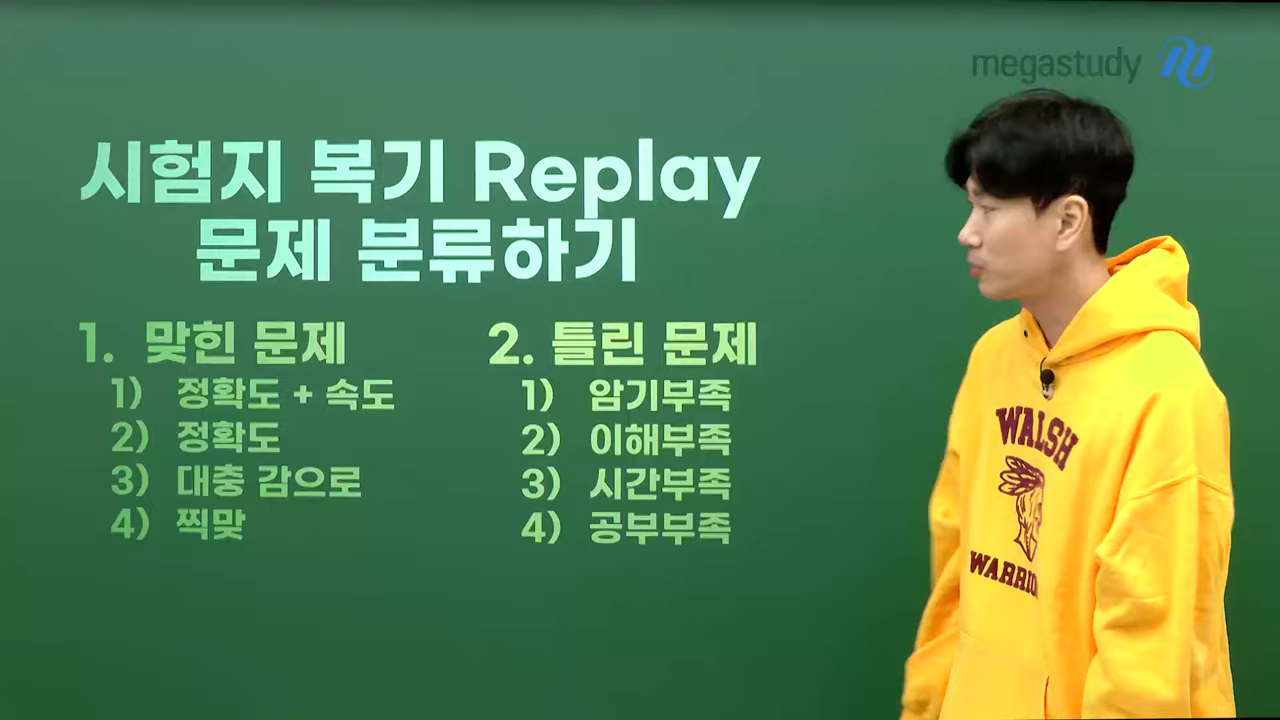 megastudy
시험지 복기 Replay
문제 분류하기
1. 맞힌 문제
1) 정확도 + 속도
2) 정확도
3) 대충 감으로
4) 찍맞
2. 틀린 문제
1) 암기부족
2) 이해부족
3) 시간부족
4) 공부부족
WALSH